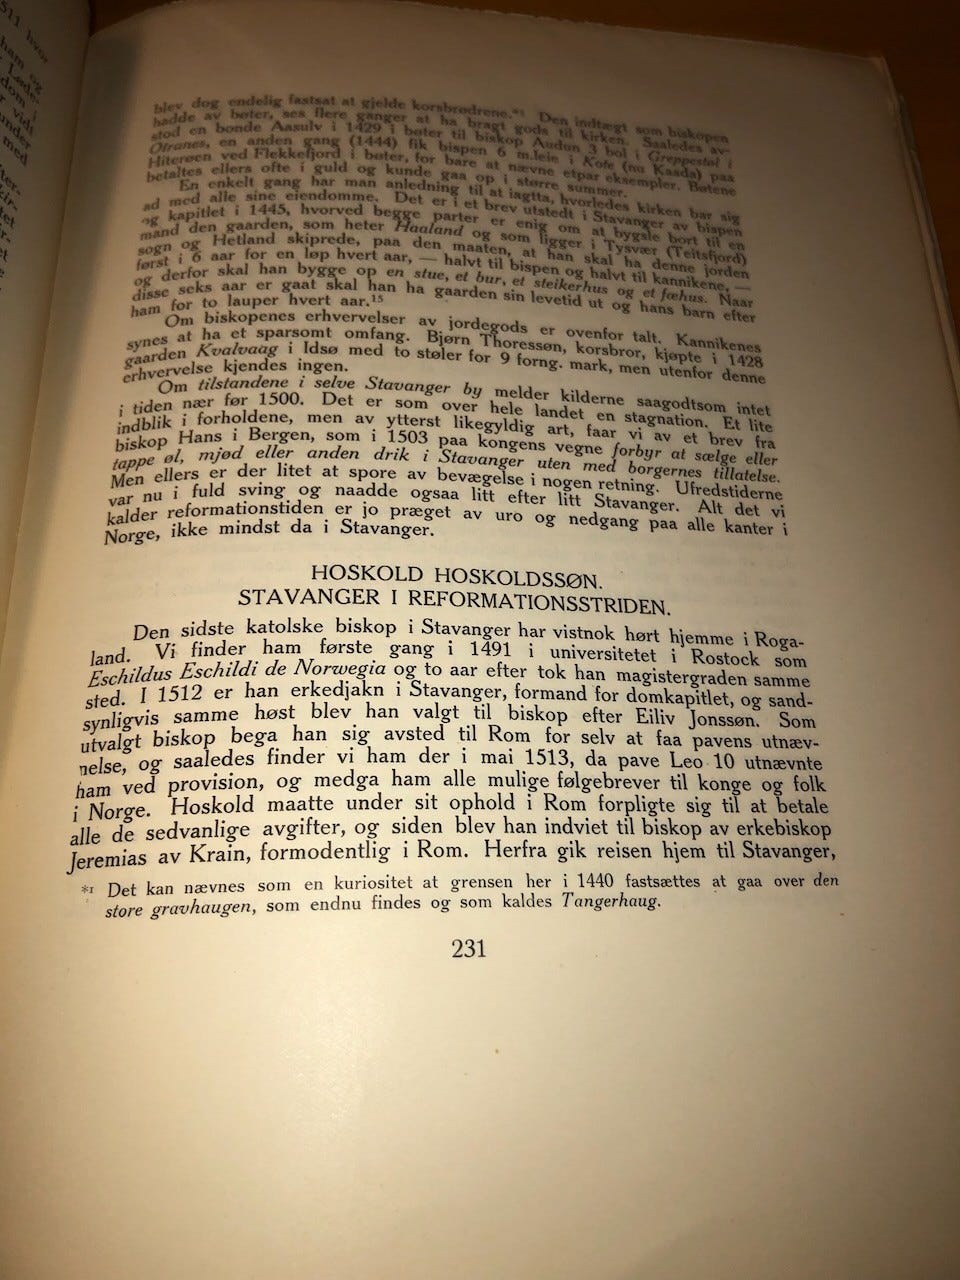 511 hvor
ham og
Løde-
dom i
r vidt
under
med
blev dog endelig fastsat at gjelde korsbrødrene.*¹ Den indtægt som biskopen
hadde av bøter, ses flere ganger at ha bragt gods til kirken. Saaledes av-
stod en bonde Aasulv i 1429 i bøter til biskop Audun 3 bol i Greppestøl i
Otranes, en anden gang (1444) fik bispen 6 m.leie i Kote (nu Kaada) paa
Hiterøen ved Flekkefjord i bøter, for bare at nævne etpar eksempler. Bøtene
betaltes ellers ofte i guld og kunde gaa op i større summer.
En enkelt gang har man anledning til at iagtta, hvorledes kirken bar sig
ad med alle sine eiendomme. Det er i et brev utstedt i Stavanger av bispen
og kapitlet i 1445, hvorved begge parter er enig om at bygsle bort til en
mand den gaarden, som heter Haaland og som ligger i Tysvær (Teitsfjord)
sogn og Hetland skiprede, paa den maaten, at han skal ha denne jorden
først i 6 aar for en løp hvert aar, — halvt til bispen og halvt til kannikene, —
og derfor skal han bygge op en stue, et bur, et steikerhus og et fæhus. Naar
disse seks aar er gaat skal han ha gaarden sin levetid ut og hans barn efter
ham for to lauper hvert aar.¹⁵
Om biskopenes erhvervelser av jordegods er ovenfor talt. Kannikenes
synes at ha et sparsomt omfang. Bjørn Thoressøn, korsbror, kjøpte i 1428
gaarden Kvalvaag i Idsø med to støler for 9 forng. mark, men utenfor denne
erhvervelse kjendes ingen.
Om tilstandene i selve Stavanger by melder kilderne saagodtsom intet
i tiden nær før 1500. Det er som over hele landet en stagnation. Et lite
indblik i forholdene, men av ytterst likegyldig art, faar vi av et brev fra
biskop Hans i Bergen, som i 1503 paa kongens vegne forbyr at sælge eller
tappe øl, mjød eller anden drik i Stavanger uten med borgernes tillatelse.
Men ellers er der litet at spore av bevægelse i nogen retning. Ufredstiderne
var nu i fuld sving og naadde ogsaa litt efter litt Stavanger. Alt det vi
kalder reformationstiden er jo præget av uro og nedgang paa alle kanter i
Norge, ikke mindst da i Stavanger.
HOSKOLD HOSKOLDSSØN.
STAVANGER I REFORMATIONSSTRIDEN.
Den sidste katolske biskop i Stavanger har vistnok hørt hjemme i Roga-
land. Vi finder ham første gang i 1491 i universitetet i Rostock som
Eschildus Eschildi de Norwegia og to aar efter tok han magistergraden samme
sted. I 1512 er han erkedjakn i Stavanger, formand for domkapitlet, og sand-
synligvis samme høst blev han valgt til biskop efter Eiliv Jonssøn. Som
utvalgt biskop bega han sig avsted til Rom for selv at faa pavens utnæv-
nelse, og saaledes finder vi ham der i mai 1513, da pave Leo 10 utnævnte
ham ved provision, og medga ham alle mulige følgebrever til konge og folk
i Norge. Hoskold maatte under sit ophold i Rom forpligte sig til at betale
alle de sedvanlige avgifter, og siden blev han indviet til biskop av erkebiskop
Jeremias av Krain, formodentlig i Rom. Herfra gik reisen hjem til Stavanger,
*¹ Det kan nævnes som en kuriositet at grensen her i 1440 fastsættes at gaa over den
store gravhaugen, som endnu findes og som kaldes Tangerhaug.
231